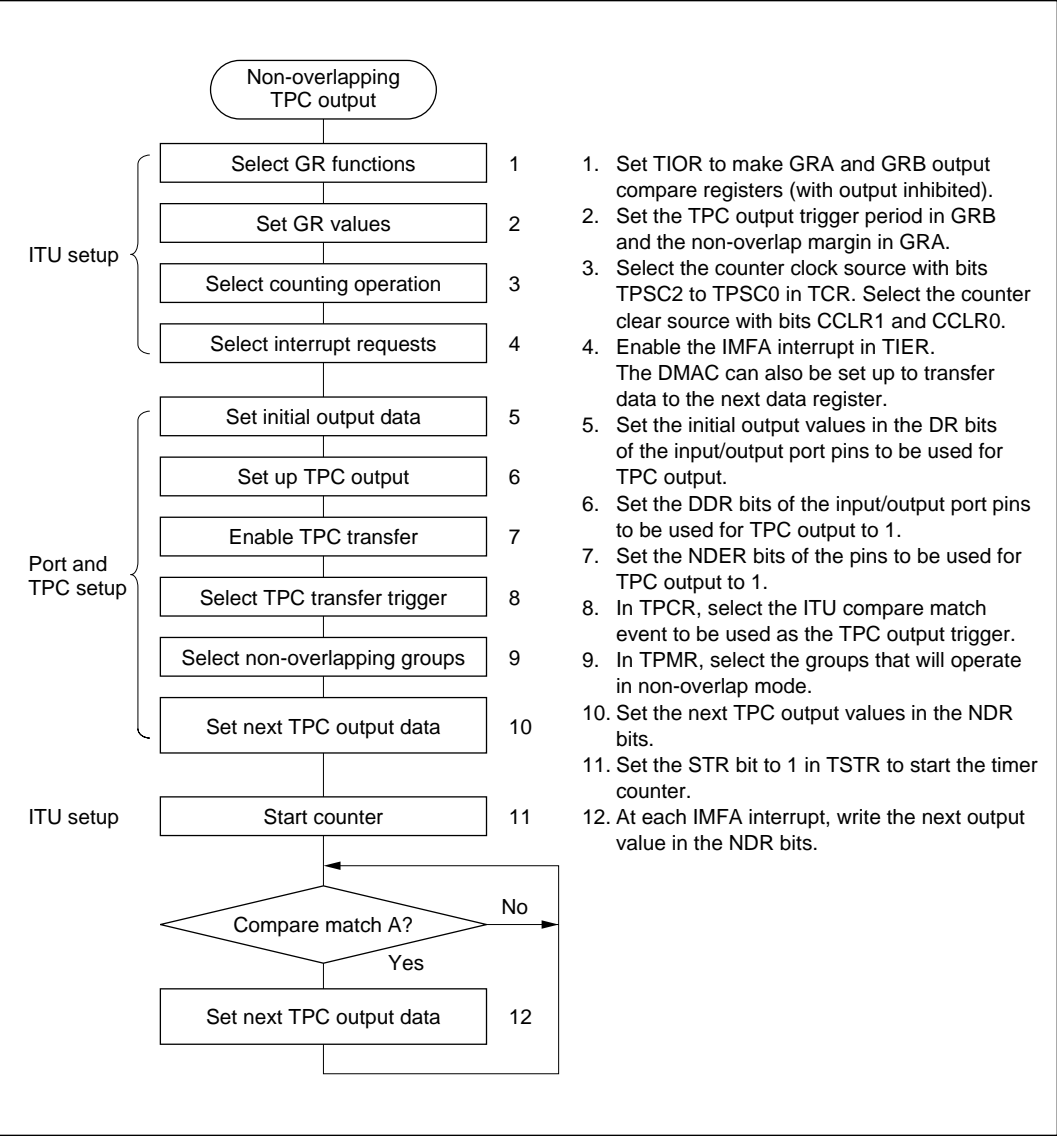 Non-overlapping
TPC output
ITU setup
Select GR functions 1
Set GR values 2
Select counting operation 3
Select interrupt requests 4
Port and
TPC setup
Set initial output data 5
Set up TPC output 6
Enable TPC transfer 7
Select TPC transfer trigger 8
Select non-overlapping groups 9
Set next TPC output data 10
ITU setup
Start counter 11
Compare match A?
No
Yes
Set next TPC output data 12
1. Set TIOR to make GRA and GRB output
compare registers (with output inhibited).
2. Set the TPC output trigger period in GRB
and the non-overlap margin in GRA.
3. Select the counter clock source with bits
TPSC2 to TPSC0 in TCR. Select the counter
clear source with bits CCLR1 and CCLR0.
4. Enable the IMFA interrupt in TIER.
The DMAC can also be set up to transfer
data to the next data register.
5. Set the initial output values in the DR bits
of the input/output port pins to be used for
TPC output.
6. Set the DDR bits of the input/output port pins
to be used for TPC output to 1.
7. Set the NDER bits of the pins to be used for
TPC output to 1.
8. In TPCR, select the ITU compare match
event to be used as the TPC output trigger.
9. In TPMR, select the groups that will operate
in non-overlap mode.
10. Set the next TPC output values in the NDR
bits.
11. Set the STR bit to 1 in TSTR to start the timer
counter.
12. At each IMFA interrupt, write the next output
value in the NDR bits.